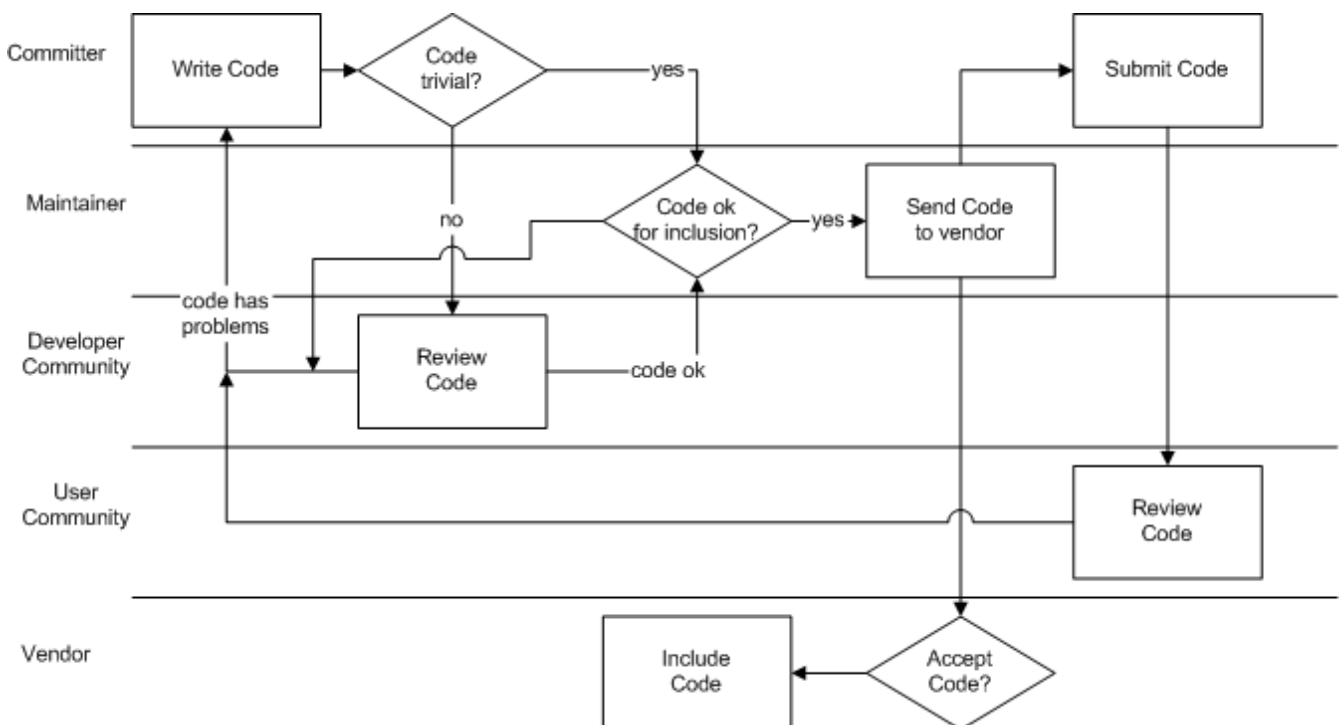 Committer
Write Code
Code
trivial?
yes
Submit Code
Maintainer
no
Code ok
for inclusion?
yes
Send Code
to vendor
code has
problems
Developer
Community
Review
Code
code ok
User
Community
Review
Code
Vendor
Include
Code
Accept
Code?